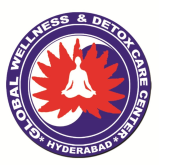 GLOBAL WELLNESS & DETOX CARE CENTER
★ HYDERABAD ★